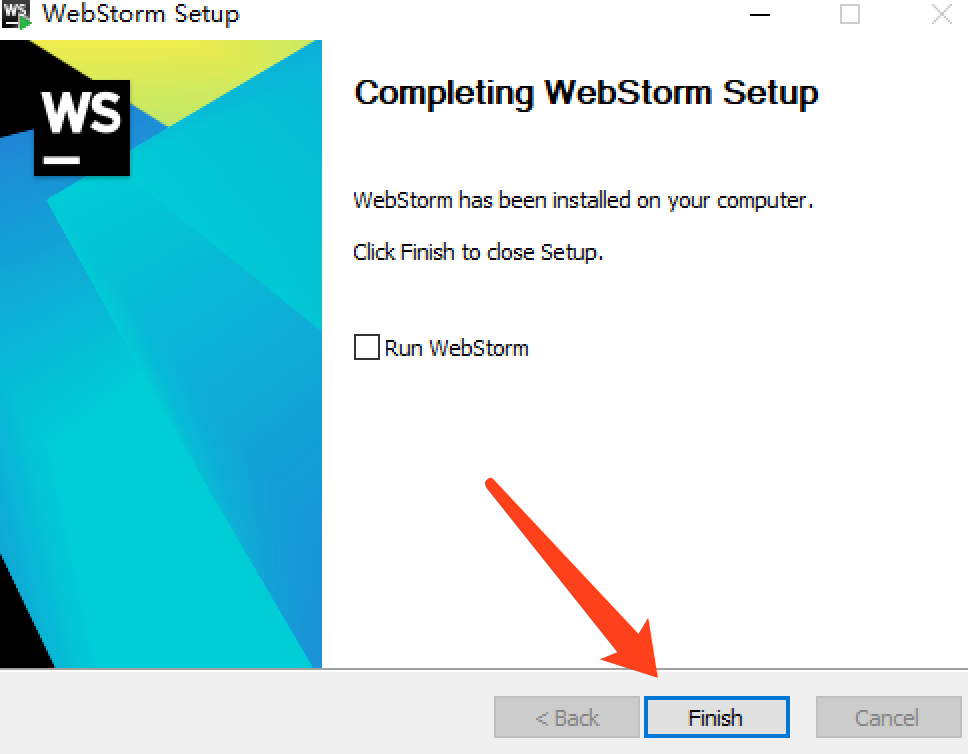 WS WebStorm Setup
WS
Completing WebStorm Setup
WebStorm has been installed on your computer.
Click Finish to close Setup.
Run WebStorm
< Back
Finish
Cancel